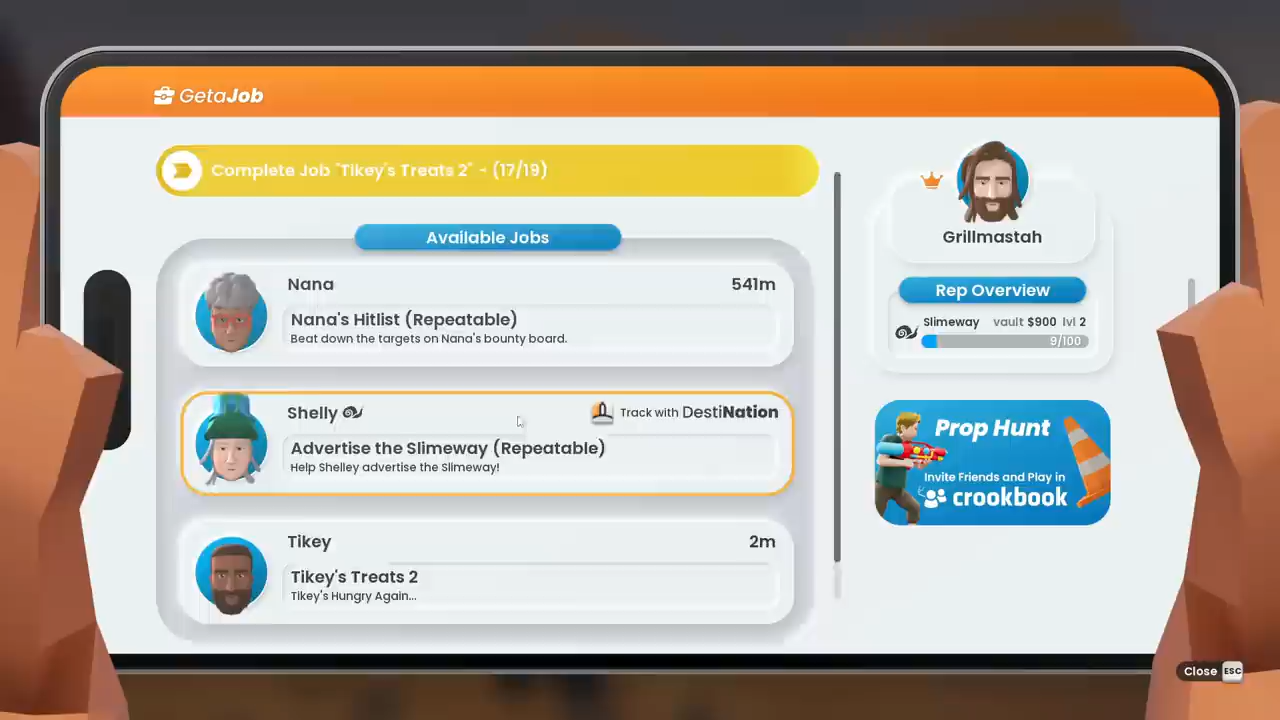 GetaJob
Complete Job "Tikey's Treats 2" - (17/19)
Available Jobs
Nana
541m
Nana's Hitlist (Repeatable)
Beat down the targets on Nana's bounty board.
Shelly
Track with DestiNation
Advertise the Slimeway (Repeatable)
Help Shelley advertise the Slimeway!
Tikey
2m
Tikey's Treats 2
Tikey's Hungry Again...
Grillmastah
Rep Overview
Slimeway vault $900 lvl 2
9/100
Prop Hunt
Invite Friends and Play in
crookbook
Close ESC